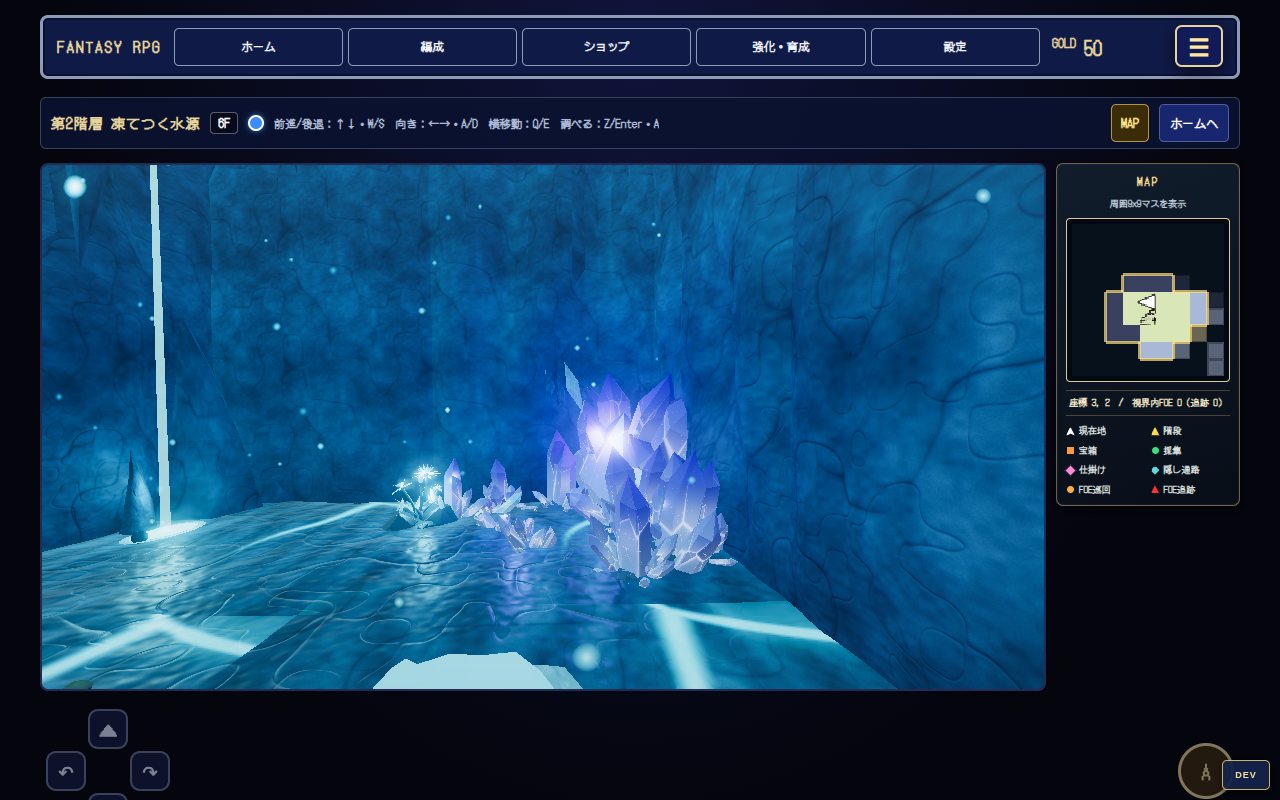 FANTASY RPG
ホーム
編成
ショップ
強化・育成
設定
GOLD 50
第2階層 凍てつく水源
6F
前進/後退：↑↓・W/S 向き：←→・A/D 横移動：Q/E 調べる：Z/Enter・A
MAP
ホームへ
MAP
周囲9x9マスを表示
座標 3, 2 / 視界内FOE 0 (追跡 0)
現在地
階段
宝箱
採集
仕掛け
隠し通路
FOE巡回
FOE追跡
A
DEV